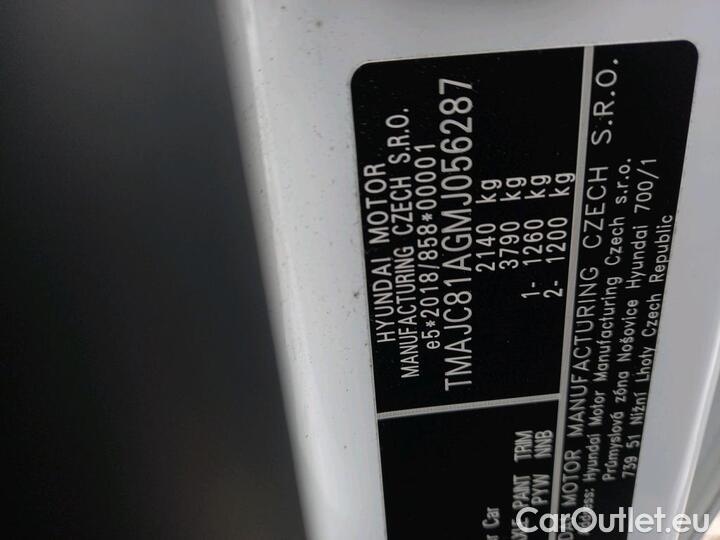 HYUNDAI MOTOR
MANUFACTURING CZECH S.R.O.
e5*2018/858*00001
TMAJC81AGMJ056287
2140 kg
3790 kg
1- 1260 kg
2- 1200 kg
Car
PAINT TRIM
PYW NNB
MOTOR MANUFACTURING CZECH S.R.O.
Hyundai Motor Manufacturing Czech s.r.o.
Průmyslová zóna Nošovice Hyundai 700/1
739 51 Nižní Lhoty Czech Republic
CarOutlet.eu